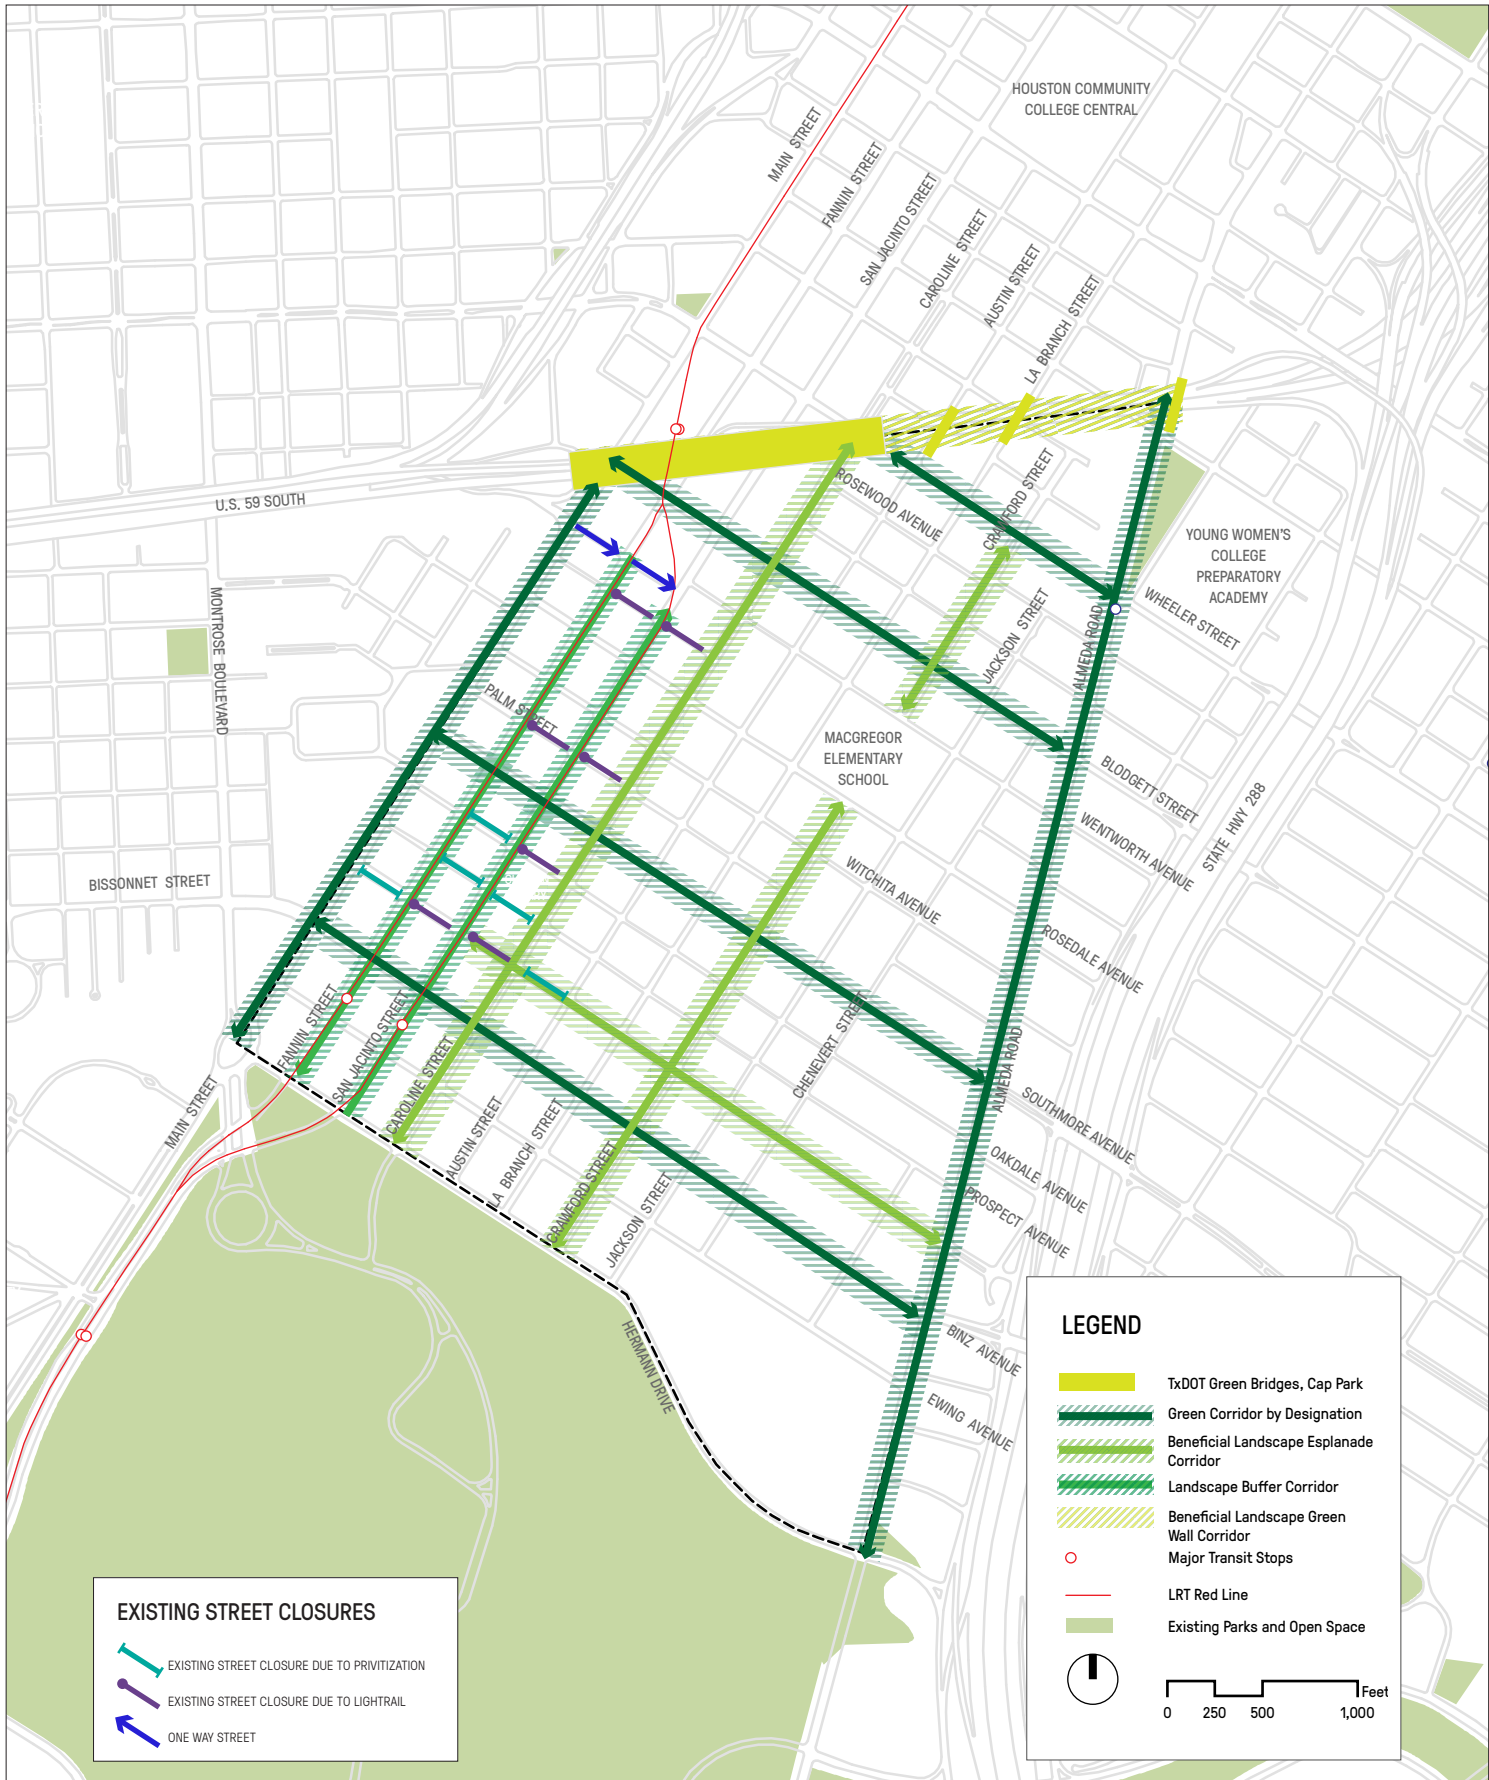 HOUSTON COMMUNITY
COLLEGE CENTRAL
MAIN STREET
FANNIN STREET
SAN JACINTO STREET
CAROLINE STREET
AUSTIN STREET
LA BRANCH STREET
U.S. 59 SOUTH
ROSEWOOD AVENUE
CRAWFORD STREET
YOUNG WOMEN'S
COLLEGE
PREPARATORY
ACADEMY
WHEELER STREET
MONTROSE BOULEVARD
JACKSON STREET
ALMEDA ROAD
PALM STREET
MACGREGOR
ELEMENTARY
SCHOOL
BLODGETT STREET
WENTWORTH AVENUE
STATE HWY 288
BISSONNET STREET
WITCHITA AVENUE
ROSEDALE AVENUE
FANNIN STREET
SAN JACINTO STREET
CAROLINE STREET
CHENEVERT STREET
ALMEDA ROAD
MAIN STREET
AUSTIN STREET
LA BRANCH STREET
CRAWFORD STREET
JACKSON STREET
SOUTHMORE AVENUE
OAKDALE AVENUE
PROSPECT AVENUE
HERMANN DRIVE
BINZ AVENUE
EWING AVENUE
LEGEND
TxDOT Green Bridges, Cap Park
Green Corridor by Designation
Beneficial Landscape Esplanade
Corridor
Landscape Buffer Corridor
Beneficial Landscape Green
Wall Corridor
Major Transit Stops
LRT Red Line
Existing Parks and Open Space
Feet
0 250 500 1,000
EXISTING STREET CLOSURES
EXISTING STREET CLOSURE DUE TO PRIVITIZATION
EXISTING STREET CLOSURE DUE TO LIGHTRAIL
ONE WAY STREET